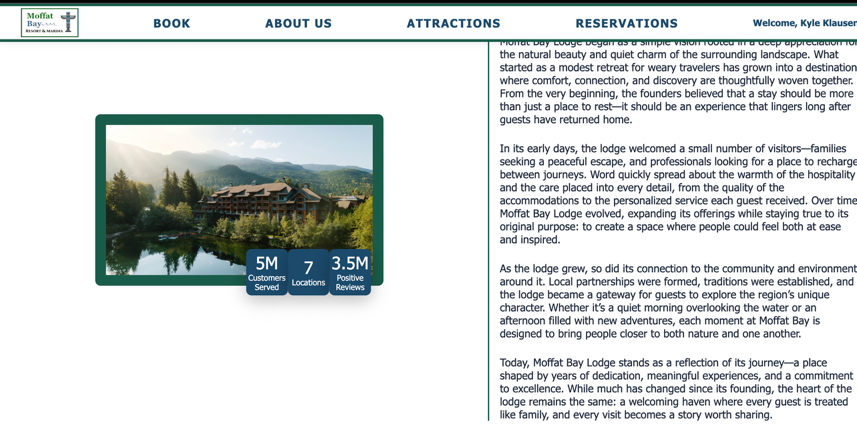 Moffat
Bay
RESORT & MARINA
BOOK
ABOUT US
ATTRACTIONS
RESERVATIONS
Welcome, Kyle Klausen
5M
Customers
Served
7
Locations
3.5M
Positive
Reviews
Moffat Bay Lodge began as a simple vision rooted in a deep appreciation for
the natural beauty and quiet charm of the surrounding landscape. What
started as a modest retreat for weary travelers has grown into a destination
where comfort, connection, and discovery are thoughtfully woven together.
From the very beginning, the founders believed that a stay should be more
than just a place to rest—it should be an experience that lingers long after
guests have returned home.
In its early days, the lodge welcomed a small number of visitors—families
seeking a peaceful escape, and professionals looking for a place to recharge
between journeys. Word quickly spread about the warmth of the hospitality
and the care placed into every detail, from the quality of the
accommodations to the personalized service each guest received. Over time
Moffat Bay Lodge evolved, expanding its offerings while staying true to its
original purpose: to create a space where people could feel both at ease
and inspired.
As the lodge grew, so did its connection to the community and environment
around it. Local partnerships were formed, traditions were established, and
the lodge became a gateway for guests to explore the region's unique
character. Whether it's a quiet morning overlooking the water or an
afternoon filled with new adventures, each moment at Moffat Bay is
designed to bring people closer to both nature and one another.
Today, Moffat Bay Lodge stands as a reflection of its journey—a place
shaped by years of dedication, meaningful experiences, and a commitment
to excellence. While much has changed since its founding, the heart of the
lodge remains the same: a welcoming haven where every guest is treated
like family, and every visit becomes a story worth sharing.